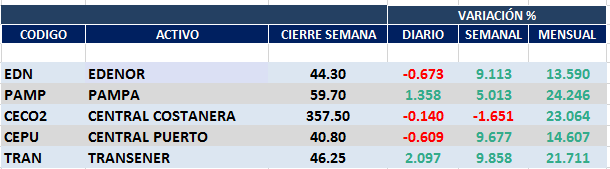 VARIACIÓN %
CODIGO ACTIVO CIERRE SEMANA DIARIO SEMANAL MENSUAL
EDN EDENOR 44.30 -0.673 9.113 13.590
PAMP PAMPA 59.70 1.358 5.013 24.246
CECO2 CENTRAL COSTANERA 357.50 -0.140 -1.651 23.064
CEPU CENTRAL PUERTO 40.80 -0.609 9.677 14.607
TRAN TRANSENER 46.25 2.097 9.858 21.711